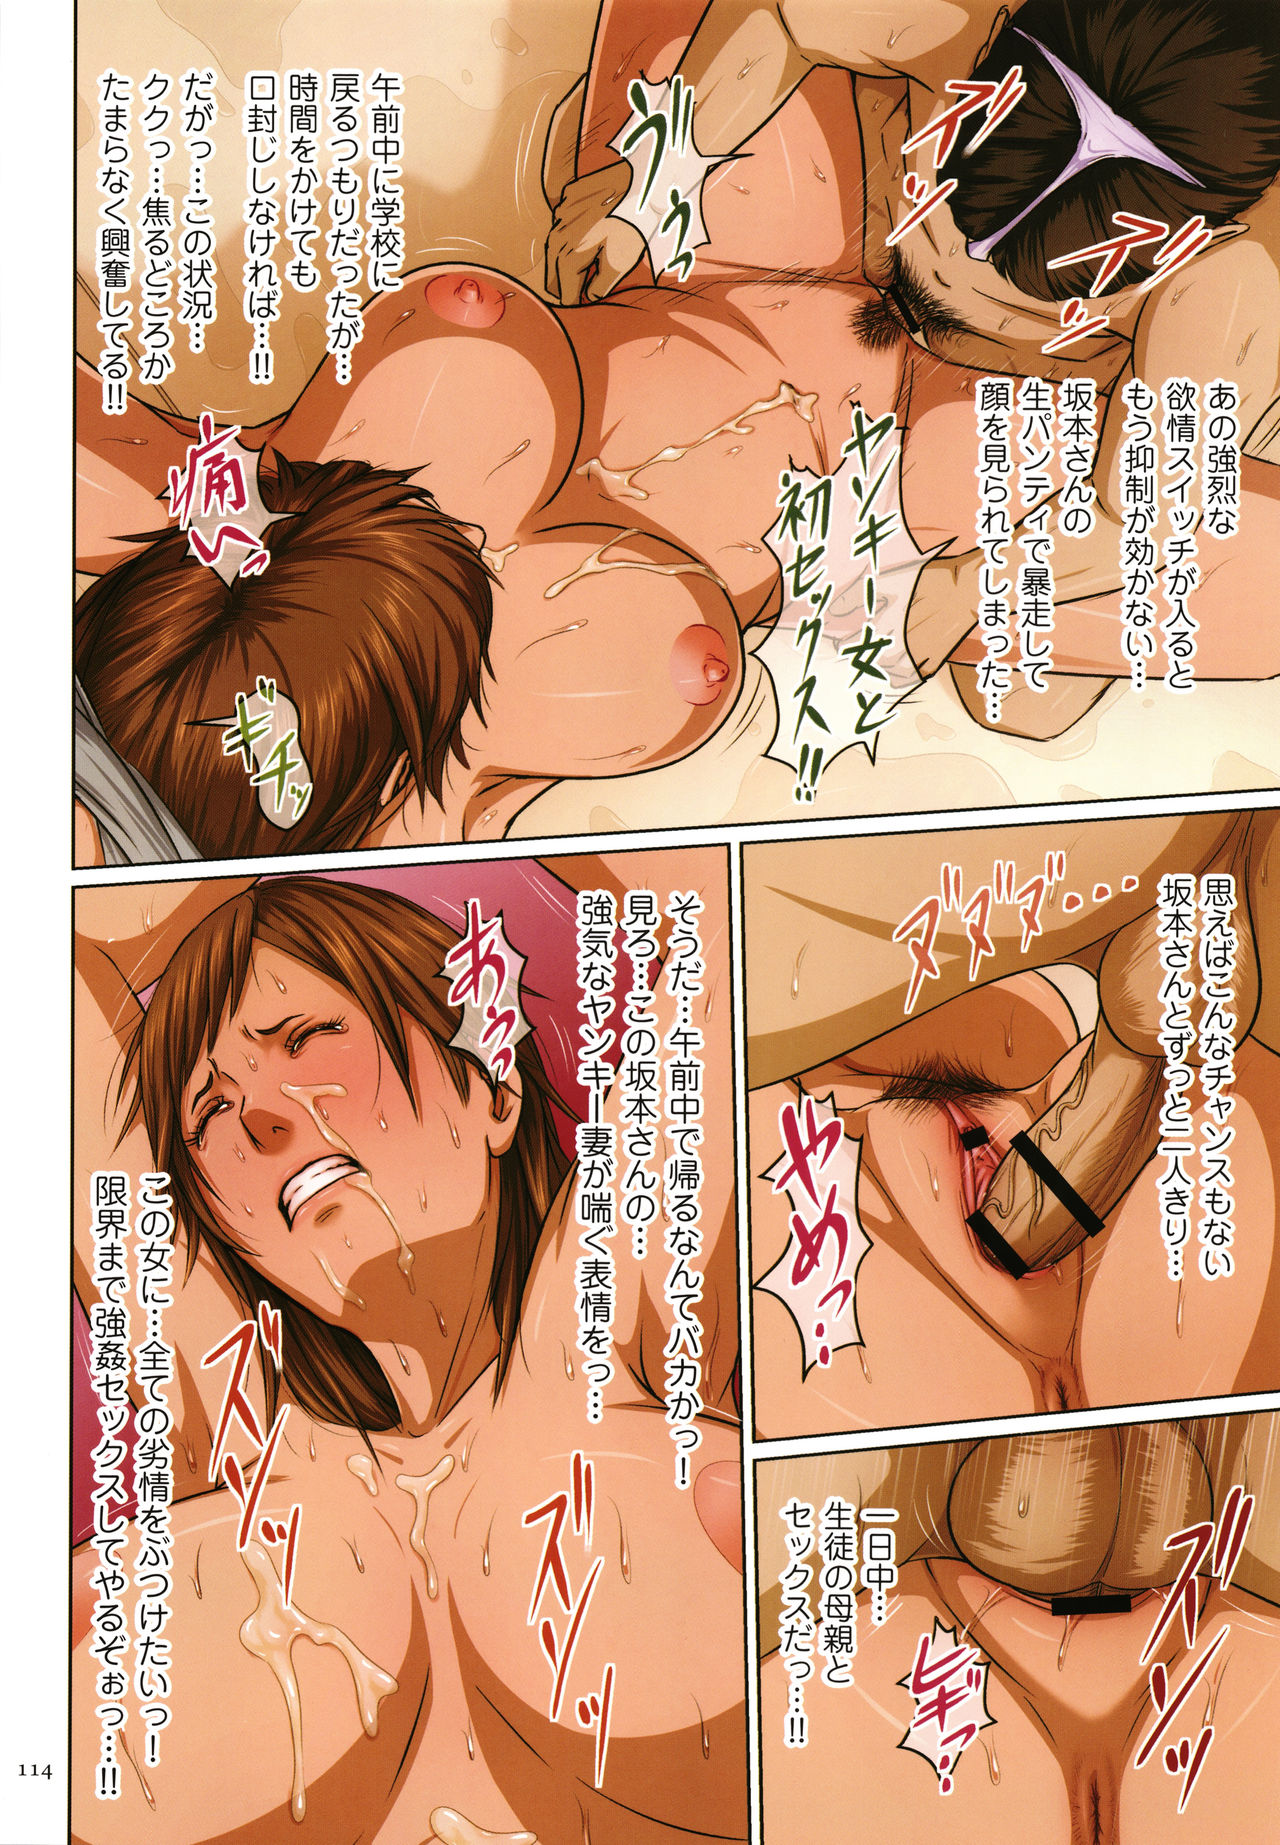 あの強烈な
欲情スイッチが入ると
もう抑制が効かない…
坂本さんの
生パンティで暴走して
顔を見られてしまった…
ヤンキー女と
初セックス!!
うぅっ
午前中に学校に
戻るつもりだったが…
時間をかけても
口封じしなければ…!!
だがっ…この状況…
ククっ…焦るどころか
たまらなく興奮してる!!
痛いっ
ビチッ
思えばこんなチャンスもない
坂本さんとずっと二人きり…
ヌヌヌ…
やめっ…
一日中…
生徒の母親と
セックスだっ…!!
ズンッ
ヒギィっ
そうだ…午前中で帰るなんてバカかっ!
見ろ…この坂本さんの…
強気なヤンキー妻が喘ぐ表情をっ…
あぅっ
ズンッ
ズンッ
この女に…全ての劣情をぶつけたいっ!
限界まで強姦セックスしてやるぞぉっ…!!
114